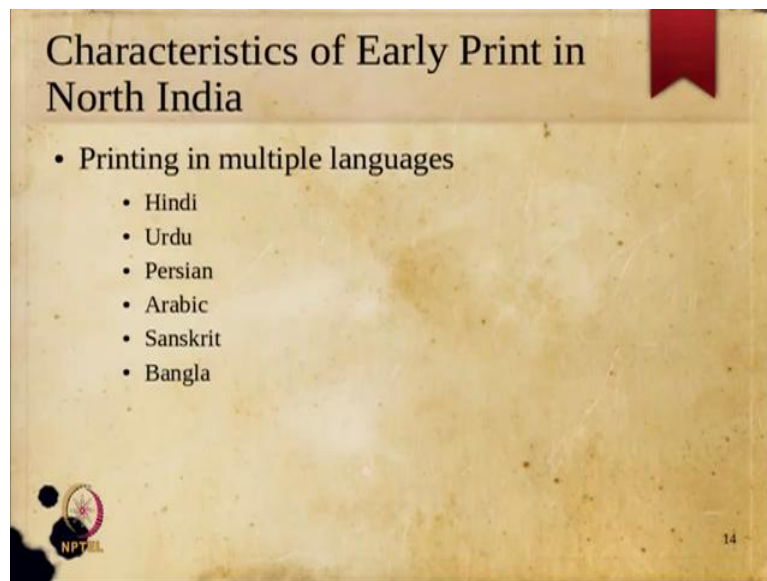 Characteristics of Early Print in
North India
• Printing in multiple languages
• Hindi
• Urdu
• Persian
• Arabic
• Sanskrit
• Bangla
NPTEL
14